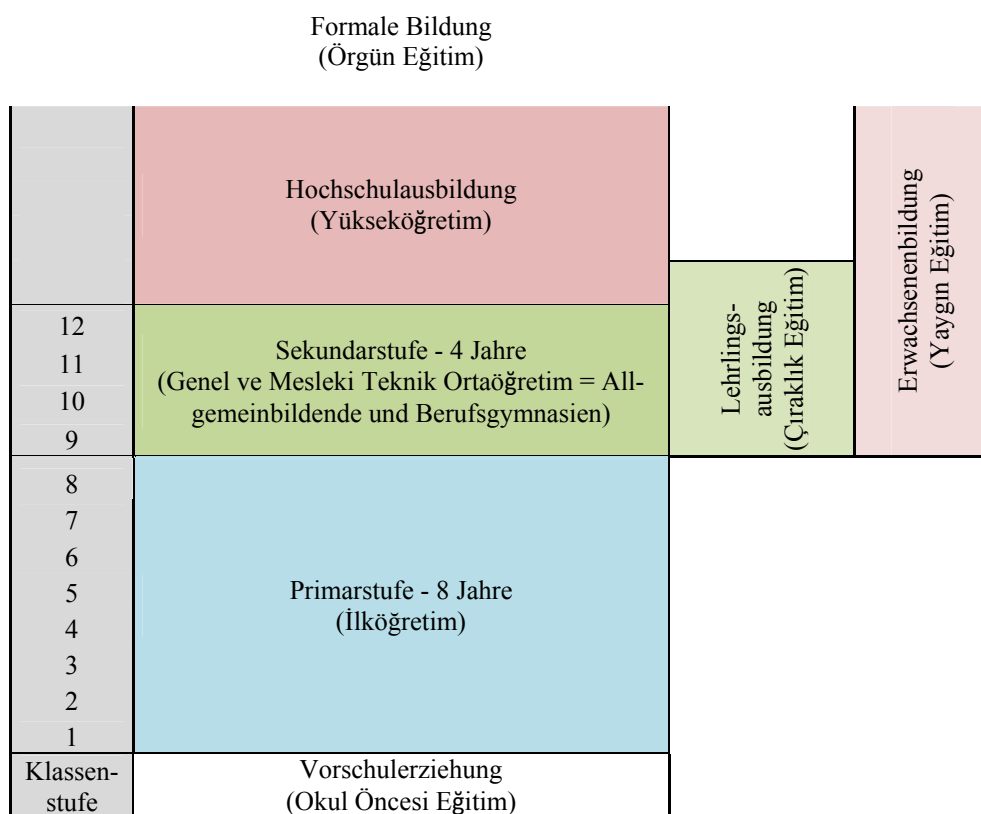 Formale Bildung
(Örgün Eğitim)
Hochschulausbildung
(Yükseköğretim)
Erwachsenenbildung
(Yaygın Eğitim)
Lehrlings-
ausbildung
(Çıraklık Eğitim)
12
11
10
9
Sekundarstufe - 4 Jahre
(Genel ve Mesleki Teknik Ortaöğretim = All-
gemeinbildende und Berufsgymnasien)
8
7
6
5
4
3
2
1
Primarstufe - 8 Jahre
(İlköğretim)
Klassen-
stufe
Vorschulerziehung
(Okul Öncesi Eğitim)